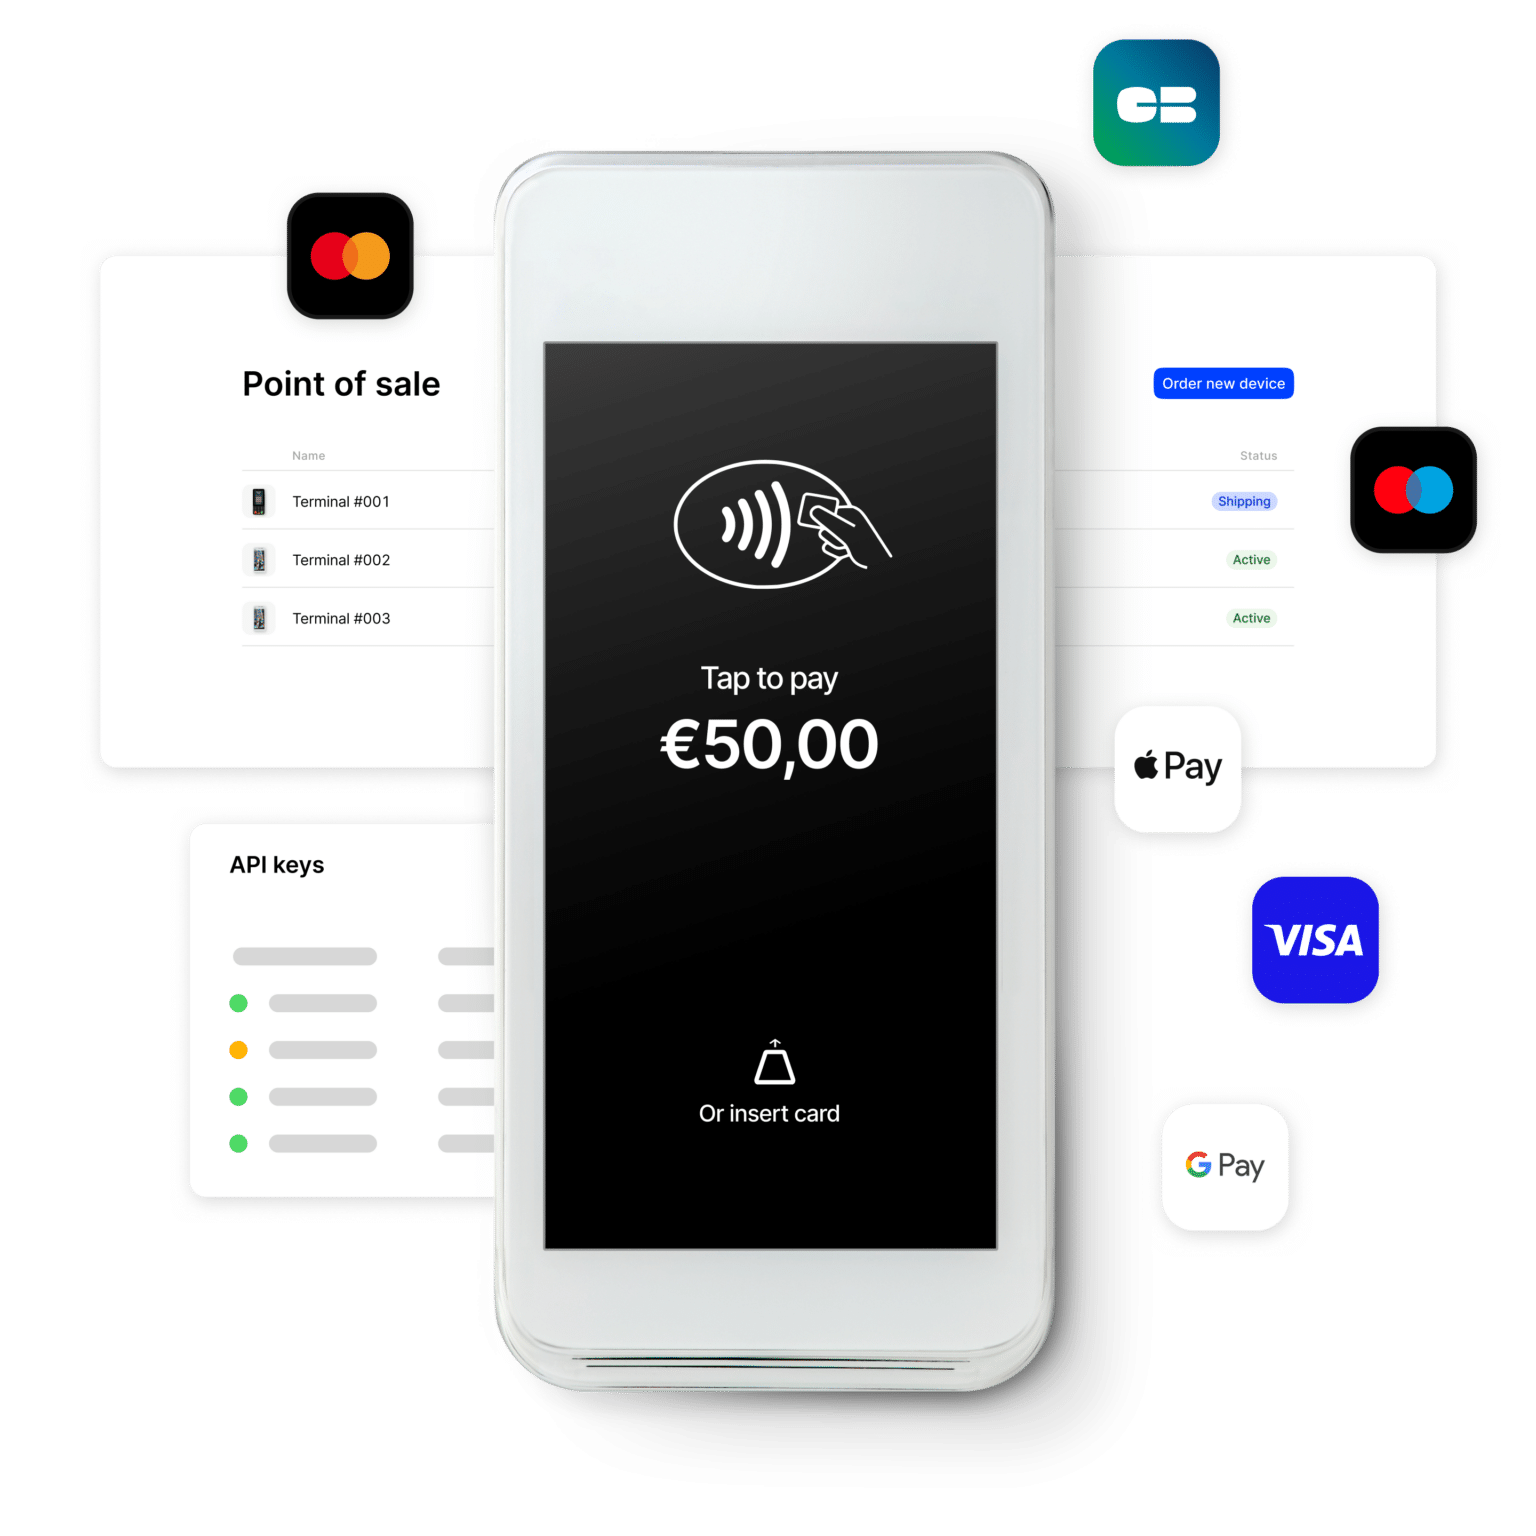 CB
Point of sale
Order new device
Name
Status
Terminal #001
Shipping
Terminal #002
Active
Terminal #003
Active
Tap to pay
€50,00
Pay
API keys
VISA
Or insert card
G Pay